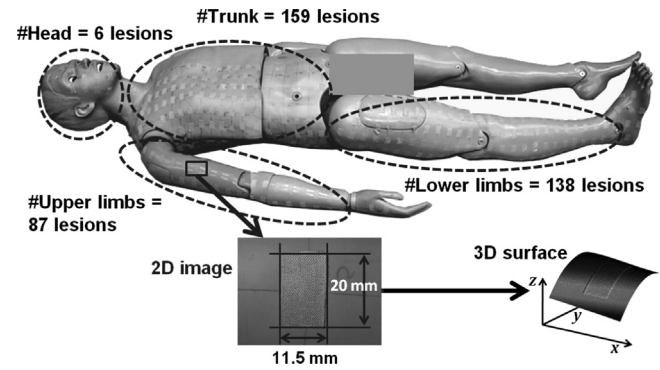 #Trunk = 159 lesions
#Head = 6 lesions
#Lower limbs = 138 lesions
#Upper limbs =
87 lesions
2D image
20 mm
11.5 mm
3D surface
z
y
x